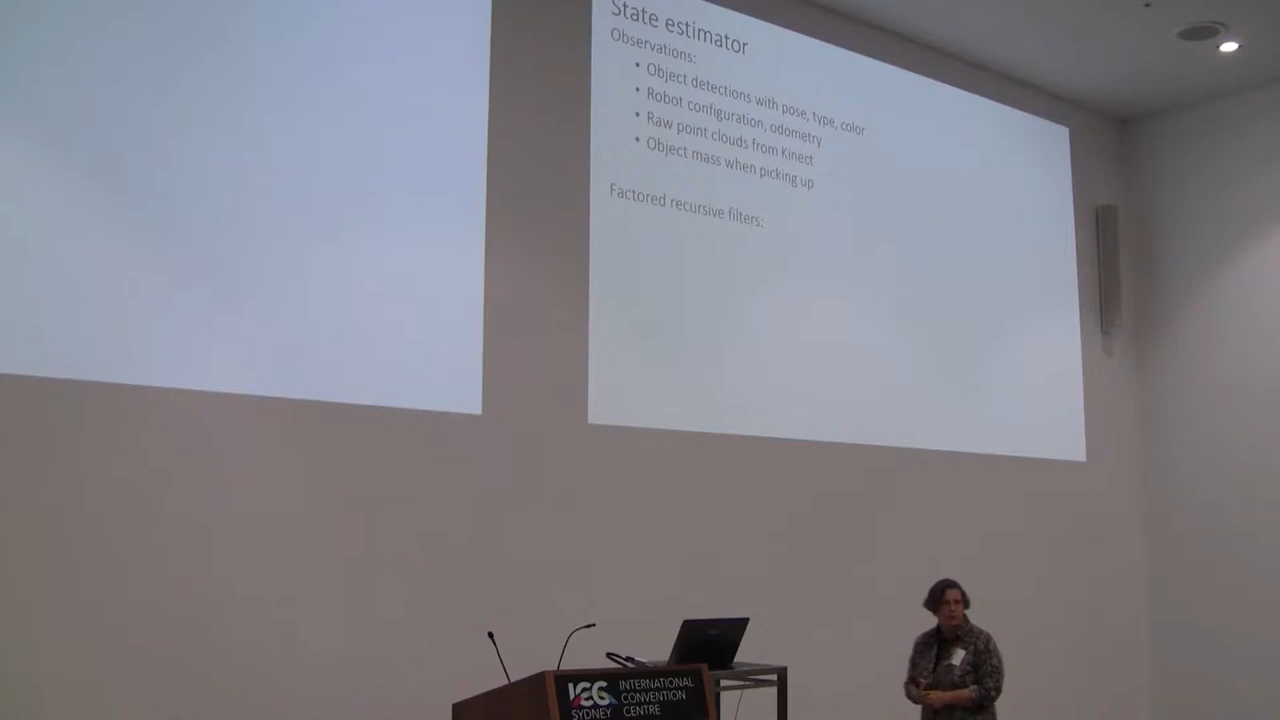 State estimator
Observations:
• Object detections with pose, type, color
• Robot configuration, odometry
• Raw point clouds from Kinect
• Object mass when picking up
Factored recursive filters:
ICC
SYDNEY
INTERNATIONAL
CONVENTION
CENTRE